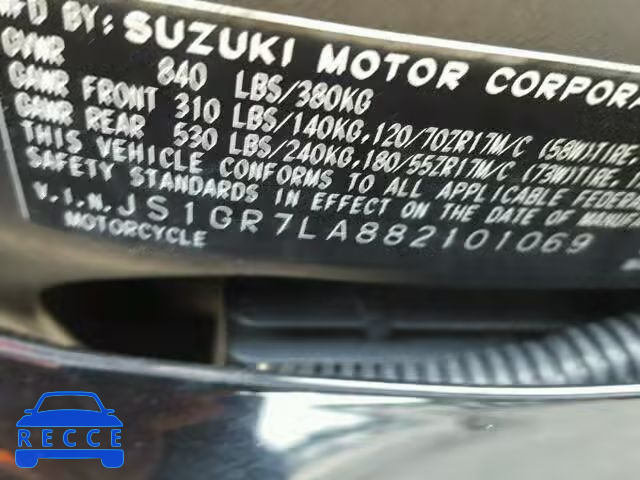 MFD BY: SUZUKI MOTOR CORPORA
GVWR 840 LBS/380KG
GAWR FRONT 310 LBS/140KG, 120/70ZR17M/C (58W)TIRE,
GAWR REAR 530 LBS/240KG, 180/55ZR17M/C (73W)TIRE,
THIS VEHICLE CONFORMS TO ALL APPLICABLE FEDERA
SAFETY STANDARDS IN EFFECT ON THE DATE OF MANU
V.I.N. JS1GR7LA882101069
MOTORCYCLE
RECCE